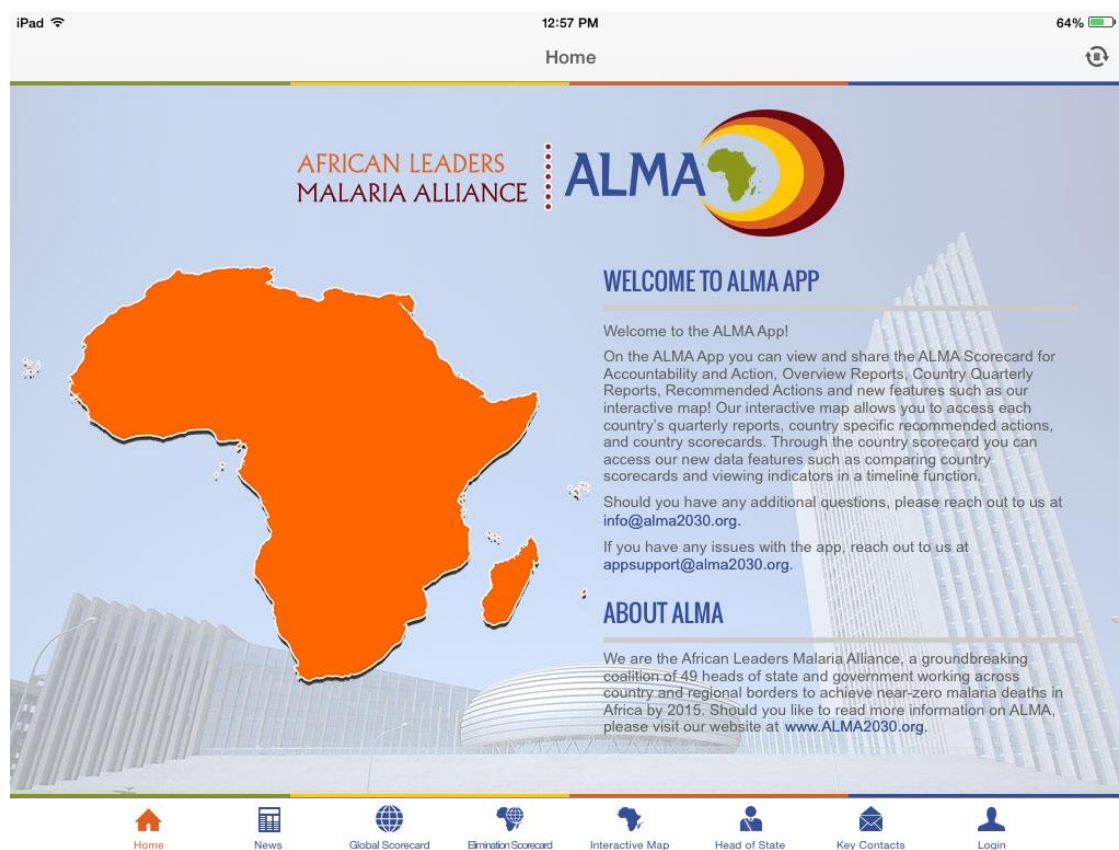 iPad 12:57 PM 64%
Home
AFRICAN LEADERS
MALARIA ALLIANCE
ALMA
WELCOME TO ALMA APP
Welcome to the ALMA App!
On the ALMA App you can view and share the ALMA Scorecard for
Accountability and Action, Overview Reports, Country Quarterly
Reports, Recommended Actions and new features such as our
interactive map! Our interactive map allows you to access each
country's quarterly reports, country specific recommended actions,
and country scorecards. Through the country scorecard you can
access our new data features such as comparing country
scorecards and viewing indicators in a timeline function.
Should you have any additional questions, please reach out to us at
info@alma2030.org.
If you have any issues with the app, reach out to us at
appsupport@alma2030.org.
ABOUT ALMA
We are the African Leaders Malaria Alliance, a groundbreaking
coalition of 49 heads of state and government working across
country and regional borders to achieve near-zero malaria deaths in
Africa by 2015. Should you like to read more information on ALMA,
please visit our website at www.ALMA2030.org.
Home News Global Scorecard Elimination Scorecard Interactive Map Head of State Key Contacts Login